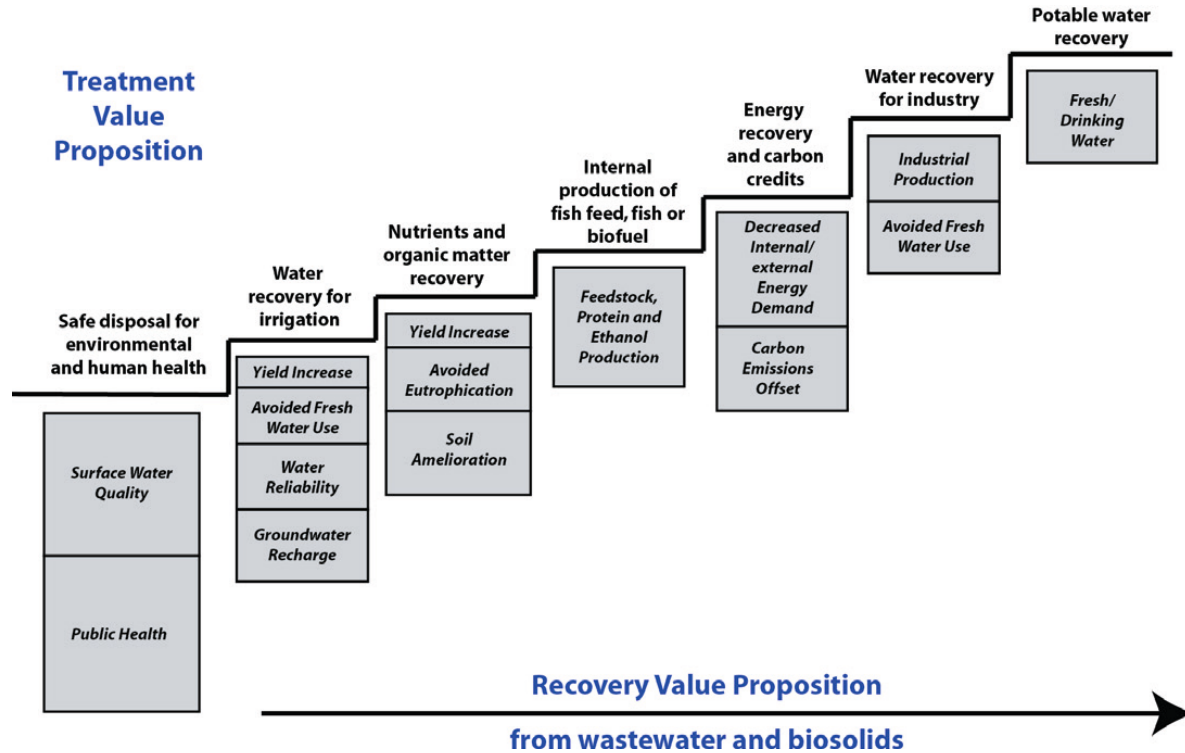 Treatment
Value
Proposition
Safe disposal for
environmental
and human health
Surface Water
Quality
Public Health
Water
recovery for
irrigation
Yield Increase
Avoided Fresh
Water Use
Water
Reliability
Groundwater
Recharge
Nutrients and
organic matter
recovery
Yield Increase
Avoided
Eutrophication
Soil
Amelioration
Internal
production of
fish feed, fish or
biofuel
Feedstock,
Protein and
Ethanol
Production
Energy
recovery
and carbon
credits
Decreased
Internal/
external
Energy
Demand
Carbon
Emissions
Offset
Water recovery
for industry
Industrial
Production
Avoided Fresh
Water Use
Potable water
recovery
Fresh/
Drinking
Water
Recovery Value Proposition
from wastewater and biosolids